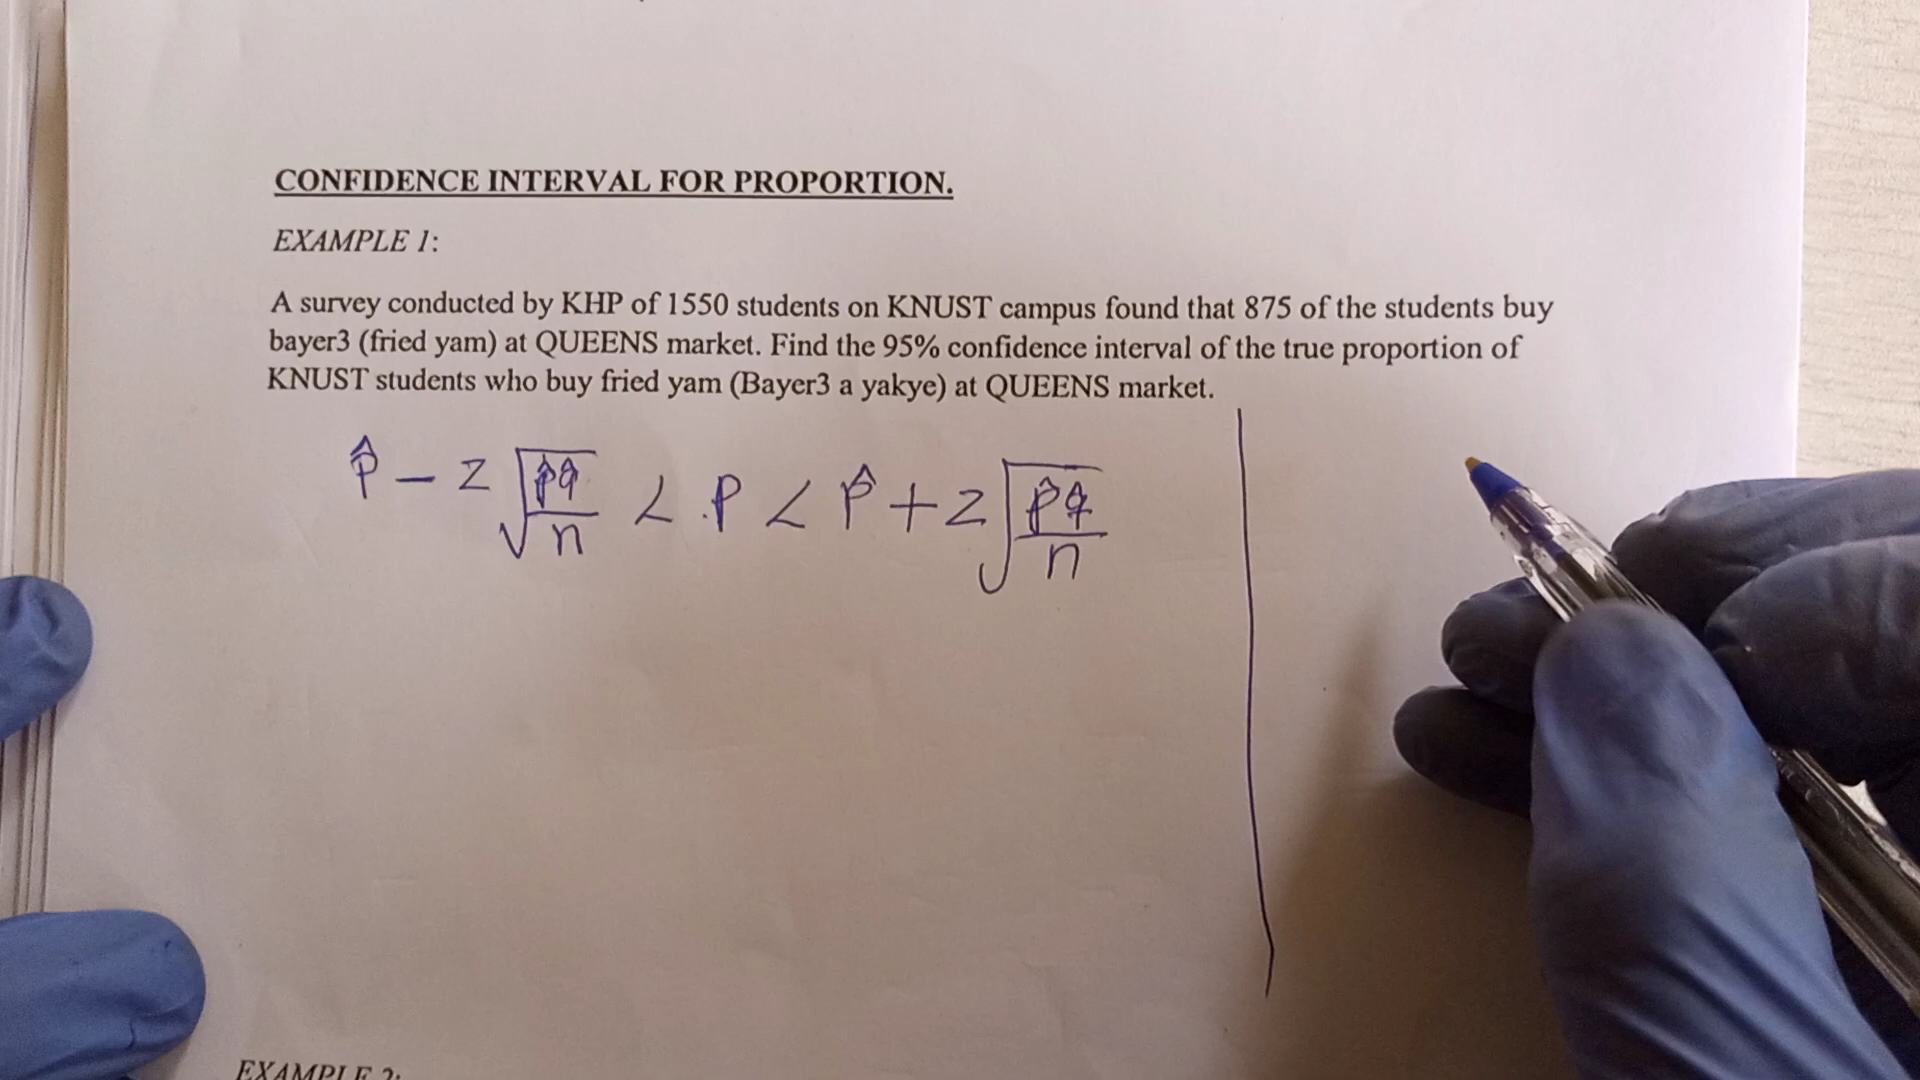 CONFIDENCE INTERVAL FOR PROPORTION.
EXAMPLE 1:
A survey conducted by KHP of 1550 students on KNUST campus found that 875 of the students buy
bayer3 (fried yam) at QUEENS market. Find the 95% confidence interval of the true proportion of
KNUST students who buy fried yam (Bayer3 a yakye) at QUEENS market.
p̂ − z √(p̂q̂/n) < p < p̂ + z √(p̂q̂/n)
EXAMPLE 2: